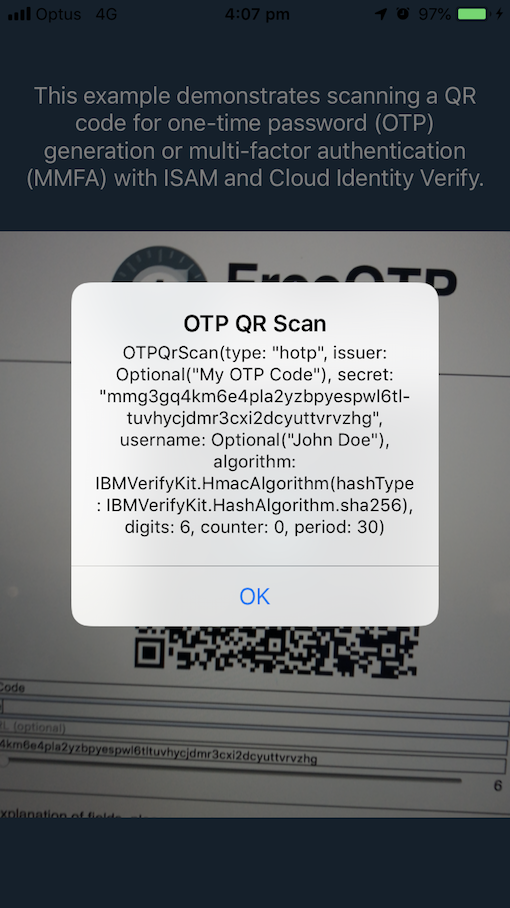 Optus 4G 4:07 pm 97%
This example demonstrates scanning a QR
code for one-time password (OTP)
generation or multi-factor authentication
(MMFA) with ISAM and Cloud Identity Verify.
FreeOTP
OTP QR Scan
OTPQrScan(type: "hotp", issuer:
Optional("My OTP Code"), secret:
"mmg3gq4km6e4pla2yzbpyespwl6tl-
tuvhycjdmr3cxi2dcyuttvrvzhg",
username: Optional("John Doe"),
algorithm:
IBMVerifyKit.HmacAlgorithm(hashType
: IBMVerifyKit.HashAlgorithm.sha256),
digits: 6, counter: 0, period: 30)
OK
Code
RL (optional)
4km6e4pla2yzbpyespwl6tltuvhycjdmr3cxi2dcyuttvrvzhg
6
explanation of fields